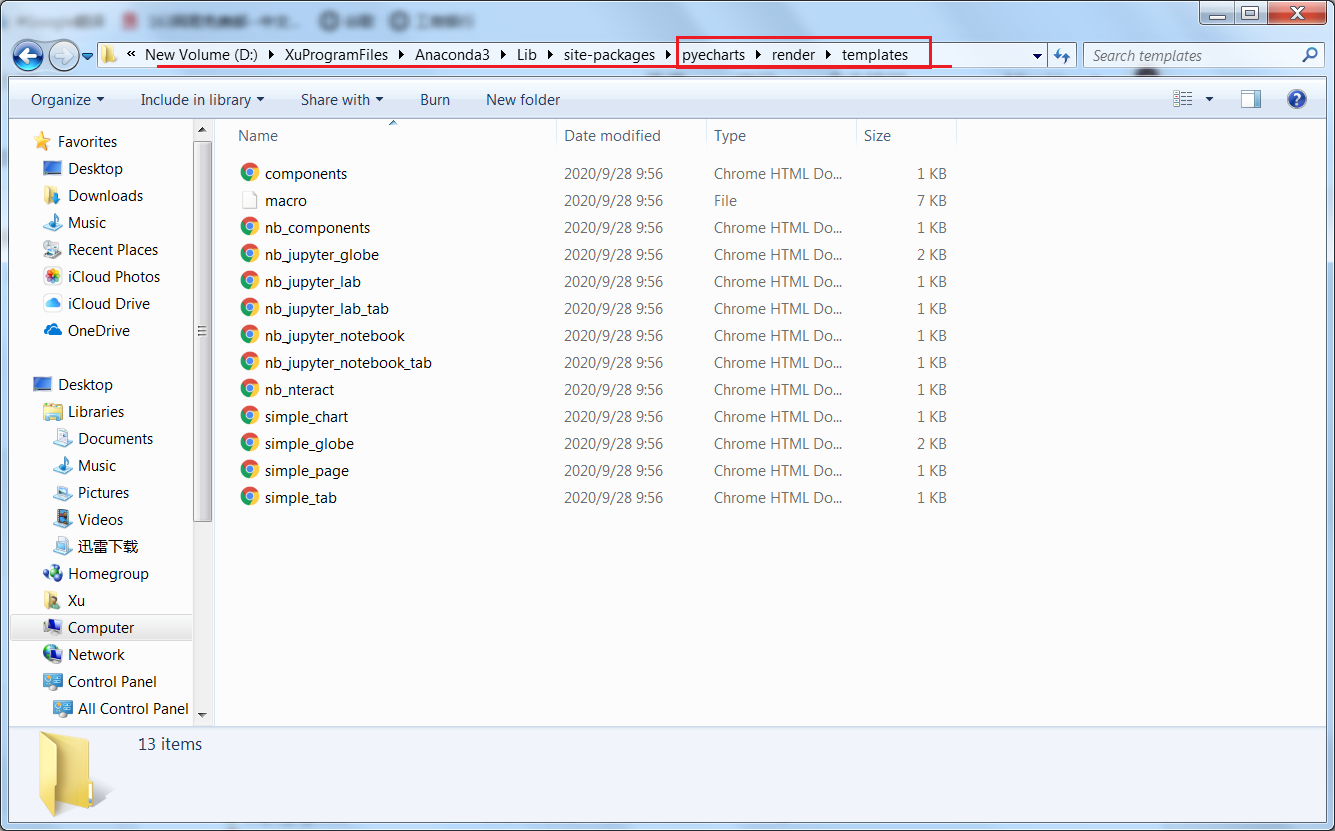 « New Volume (D:) XuProgramFiles Anaconda3 Lib site-packages pyecharts render templates Search templates
Organize Include in library Share with Burn New folder
Favorites
Desktop
Downloads
Music
Recent Places
iCloud Photos
iCloud Drive
OneDrive
Desktop
Libraries
Documents
Music
Pictures
Videos
迅雷下载
Homegroup
Xu
Computer
Network
Control Panel
All Control Panel
Name Date modified Type Size
components 2020/9/28 9:56 Chrome HTML Do... 1 KB
macro 2020/9/28 9:56 File 7 KB
nb_components 2020/9/28 9:56 Chrome HTML Do... 1 KB
nb_jupyter_globe 2020/9/28 9:56 Chrome HTML Do... 2 KB
nb_jupyter_lab 2020/9/28 9:56 Chrome HTML Do... 1 KB
nb_jupyter_lab_tab 2020/9/28 9:56 Chrome HTML Do... 1 KB
nb_jupyter_notebook 2020/9/28 9:56 Chrome HTML Do... 1 KB
nb_jupyter_notebook_tab 2020/9/28 9:56 Chrome HTML Do... 1 KB
nb_nteract 2020/9/28 9:56 Chrome HTML Do... 1 KB
simple_chart 2020/9/28 9:56 Chrome HTML Do... 1 KB
simple_globe 2020/9/28 9:56 Chrome HTML Do... 2 KB
simple_page 2020/9/28 9:56 Chrome HTML Do... 1 KB
simple_tab 2020/9/28 9:56 Chrome HTML Do... 1 KB
13 items